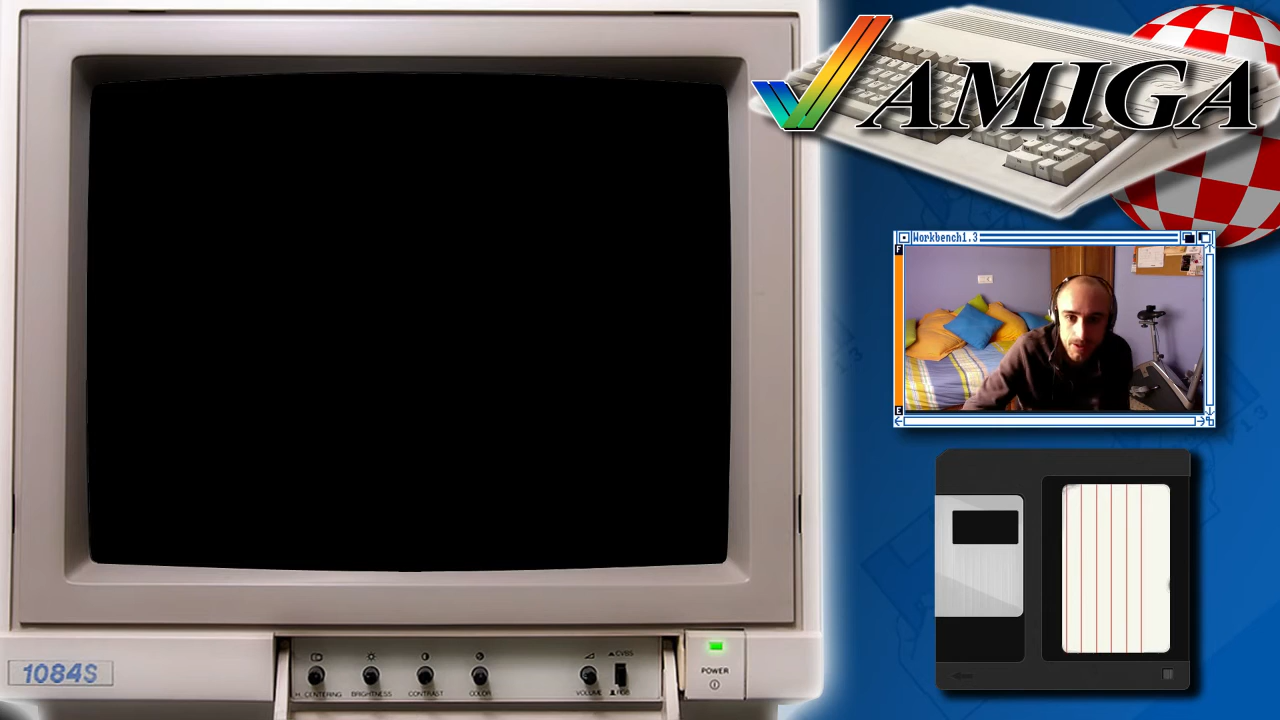 AMIGA
Workbench1.3
F
E
1084S
H. CENTERING
BRIGHTNESS
CONTRAST
COLOR
VOLUME
CVBS
RGB
POWER